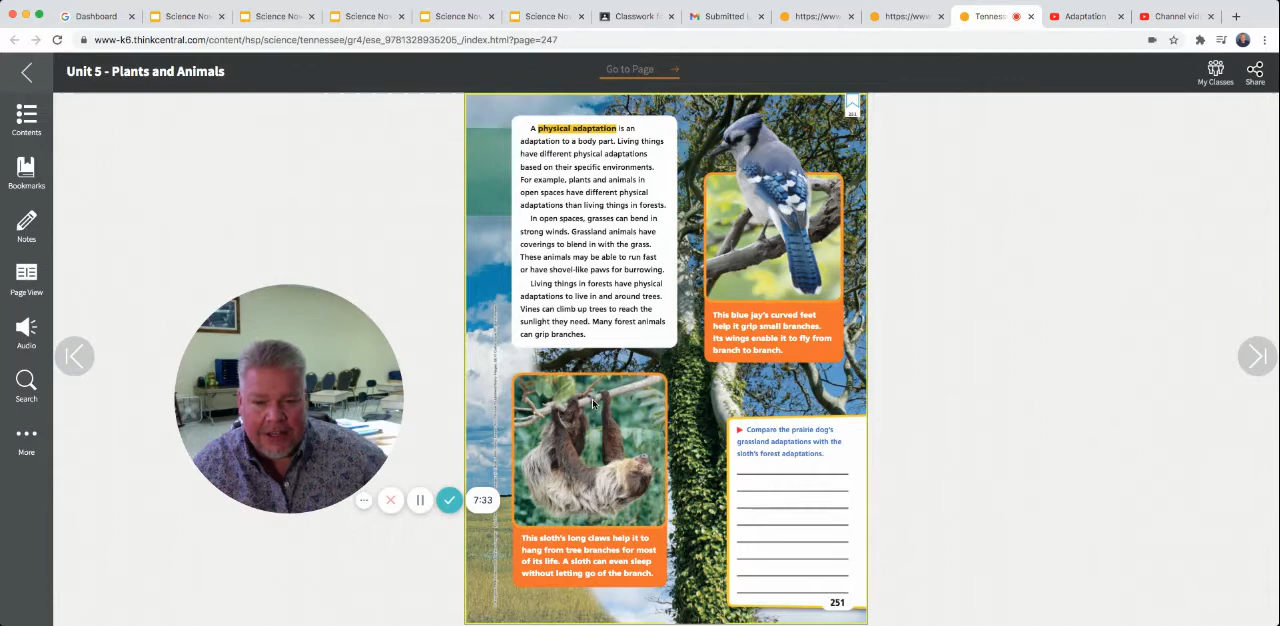 Dashboard
Science Nov
Science Nov
Science Nov
Science Nov
Science Nov
Classwork fo
Submitted L
https://www
https://www
Tenness
Adaptation
Channel vid
www-k6.thinkcentral.com/content/hsp/science/tennessee/gr4/ese_9781328935205_/index.html?page=247
Unit 5 - Plants and Animals
Go to Page
My Classes
Share
Contents
Bookmarks
Notes
Page View
Audio
Search
More
251
A physical adaptation is an
adaptation to a body part. Living things
have different physical adaptations
based on their specific environments.
For example, plants and animals in
open spaces have different physical
adaptations than living things in forests.
In open spaces, grasses can bend in
strong winds. Grassland animals have
coverings to blend in with the grass.
These animals may be able to run fast
or have shovel-like paws for burrowing.
Living things in forests have physical
adaptations to live in and around trees.
Vines can climb up trees to reach the
sunlight they need. Many forest animals
can grip branches.
This blue jay's curved feet
help it grip small branches.
Its wings enable it to fly from
branch to branch.
This sloth's long claws help it to
hang from tree branches for most
of its life. A sloth can even sleep
without letting go of the branch.
Compare the prairie dog's
grassland adaptations with the
sloth's forest adaptations.
251
7:33